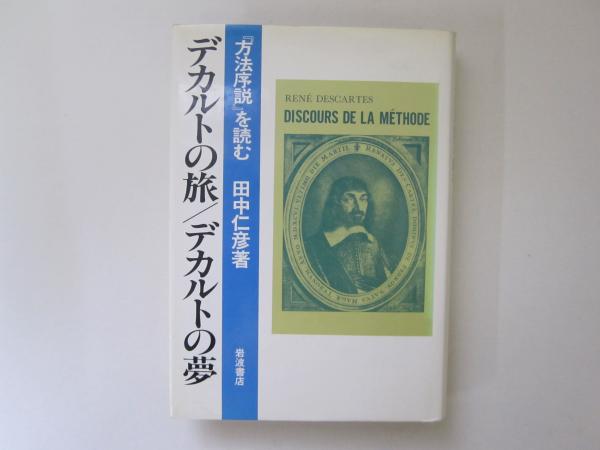 デカルトの旅/デカルトの夢
『方法序説』を読む 田中仁彦著
岩波書店
RENÉ DESCARTES
DISCOURS DE LA MÉTHODE